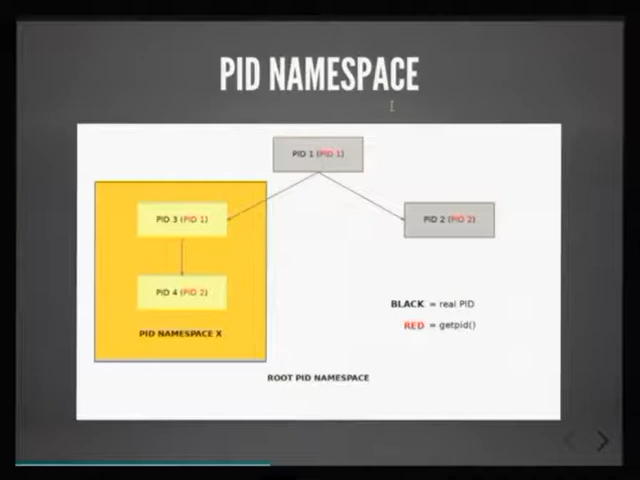 PID NAMESPACE
PID 1 (PID 1)
PID 3 (PID 1)
PID 2 (PID 2)
PID 4 (PID 2)
BLACK = real PID
RED = getpid()
PID NAMESPACE X
ROOT PID NAMESPACE